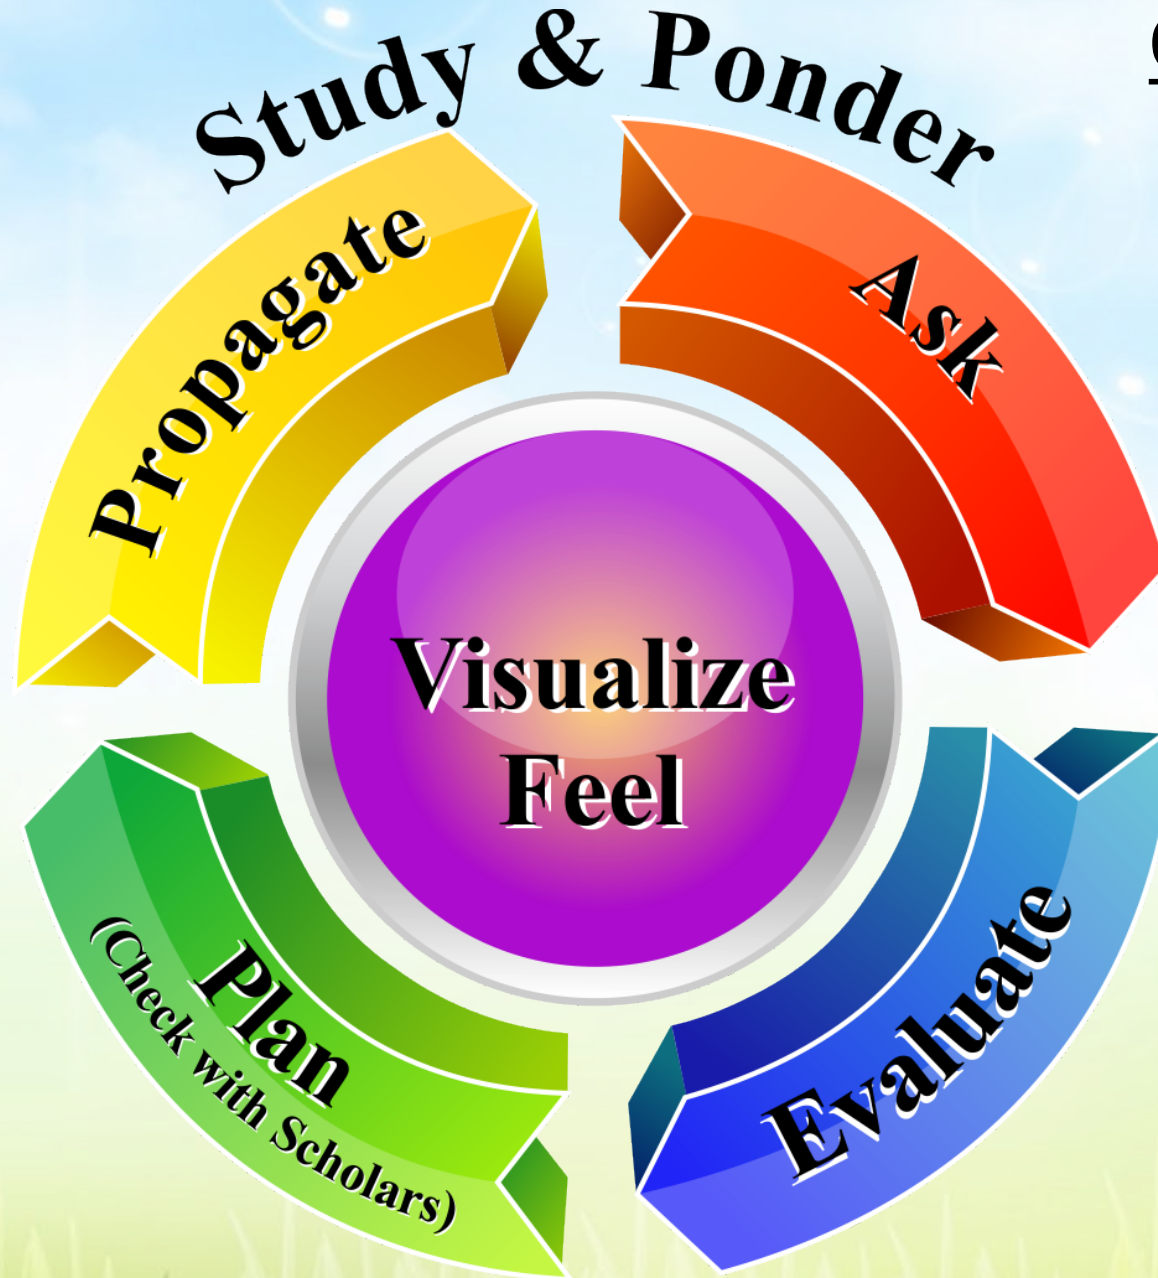 Study & Ponder
Propagate
Ask
Visualize
Feel
Plan
(Check with Scholars)
Evaluate